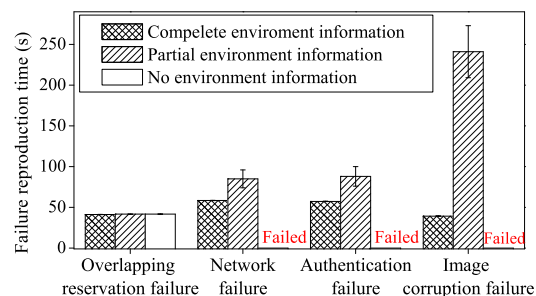 Failure reproduction time (s)
250
200
150
100
50
0
Compelete enviroment information
Partial environment information
No environment information
Failed
Failed
Failed
Overlapping
reservation failure
Network
failure
Authentication
failure
Image
corruption failure